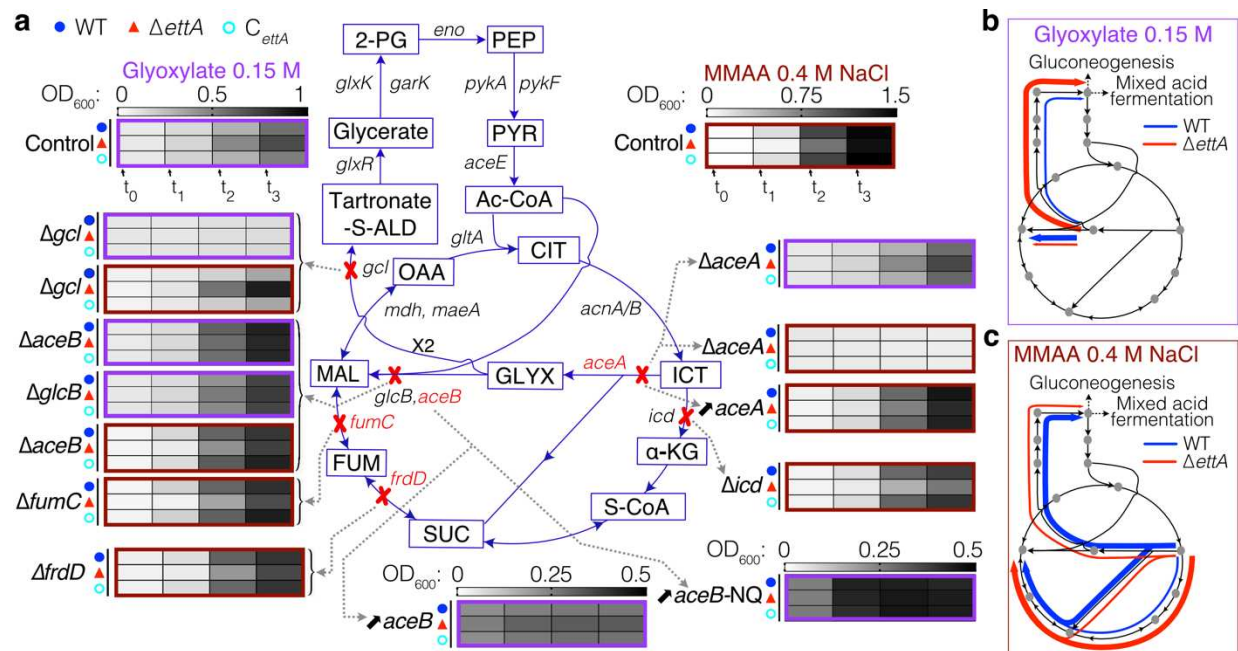 a
WT ΔettA CettA
Glyoxylate 0.15 M
OD600: 0 0.5 1
Control
t0 t1 t2 t3
Δgcl
Δgcl
ΔaceB
ΔglcB
ΔaceB
ΔfumC
ΔfrdD
2-PG
eno
PEP
glxK
garK
pykA
pykF
Glycerate
PYR
glxR
aceE
Tartronate
-S-ALD
Ac-CoA
gltA
CIT
gcl
OAA
mdh, maeA
acnA/B
X2
MAL
GLYX
aceA
ICT
glcB,aceB
fumC
icd
FUM
α-KG
frdD
S-CoA
SUC
MMAA 0.4 M NaCl
0 0.75 1.5
Control
t0 t1 t2 t3
ΔaceA
ΔaceA
aceA
Δicd
OD600: 0 0.25 0.5
aceB-NQ
OD600: 0 0.25 0.5
aceB
b
Glyoxylate 0.15 M
Gluconeogenesis
Mixed acid
fermentation
WT
ΔettA
c
MMAA 0.4 M NaCl
Gluconeogenesis
Mixed acid
fermentation
WT
ΔettA